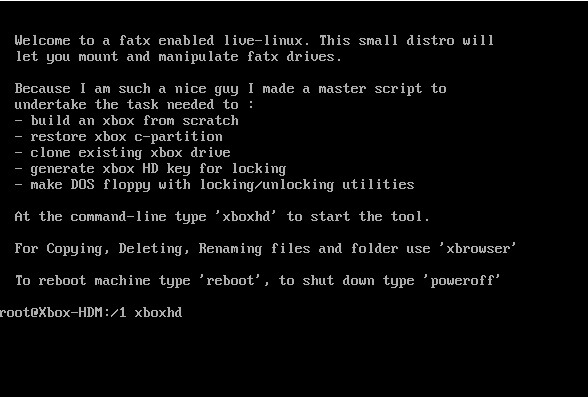 Welcome to a fatx enabled live-linux. This small distro will
let you mount and manipulate fatx drives.
Because I am such a nice guy I made a master script to
undertake the task needed to :
- build an xbox from scratch
- restore xbox c-partition
- clone existing xbox drive
- generate xbox HD key for locking
- make DOS floppy with locking/unlocking utilities
At the command-line type 'xboxhd' to start the tool.
For Copying, Deleting, Renaming files and folder use 'xbrowser'
To reboot machine type 'reboot', to shut down type 'poweroff'
root@Xbox-HDM:/1 xboxhd